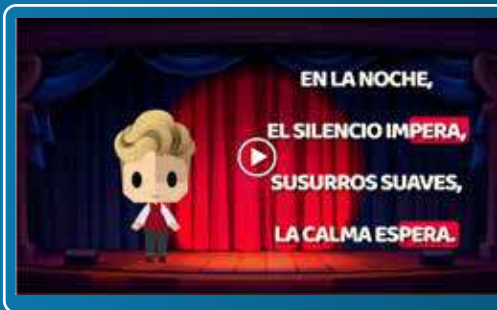 EN LA NOCHE,
EL SILENCIO IMPERA,
SUSURROS SUAVES,
LA CALMA ESPERA.